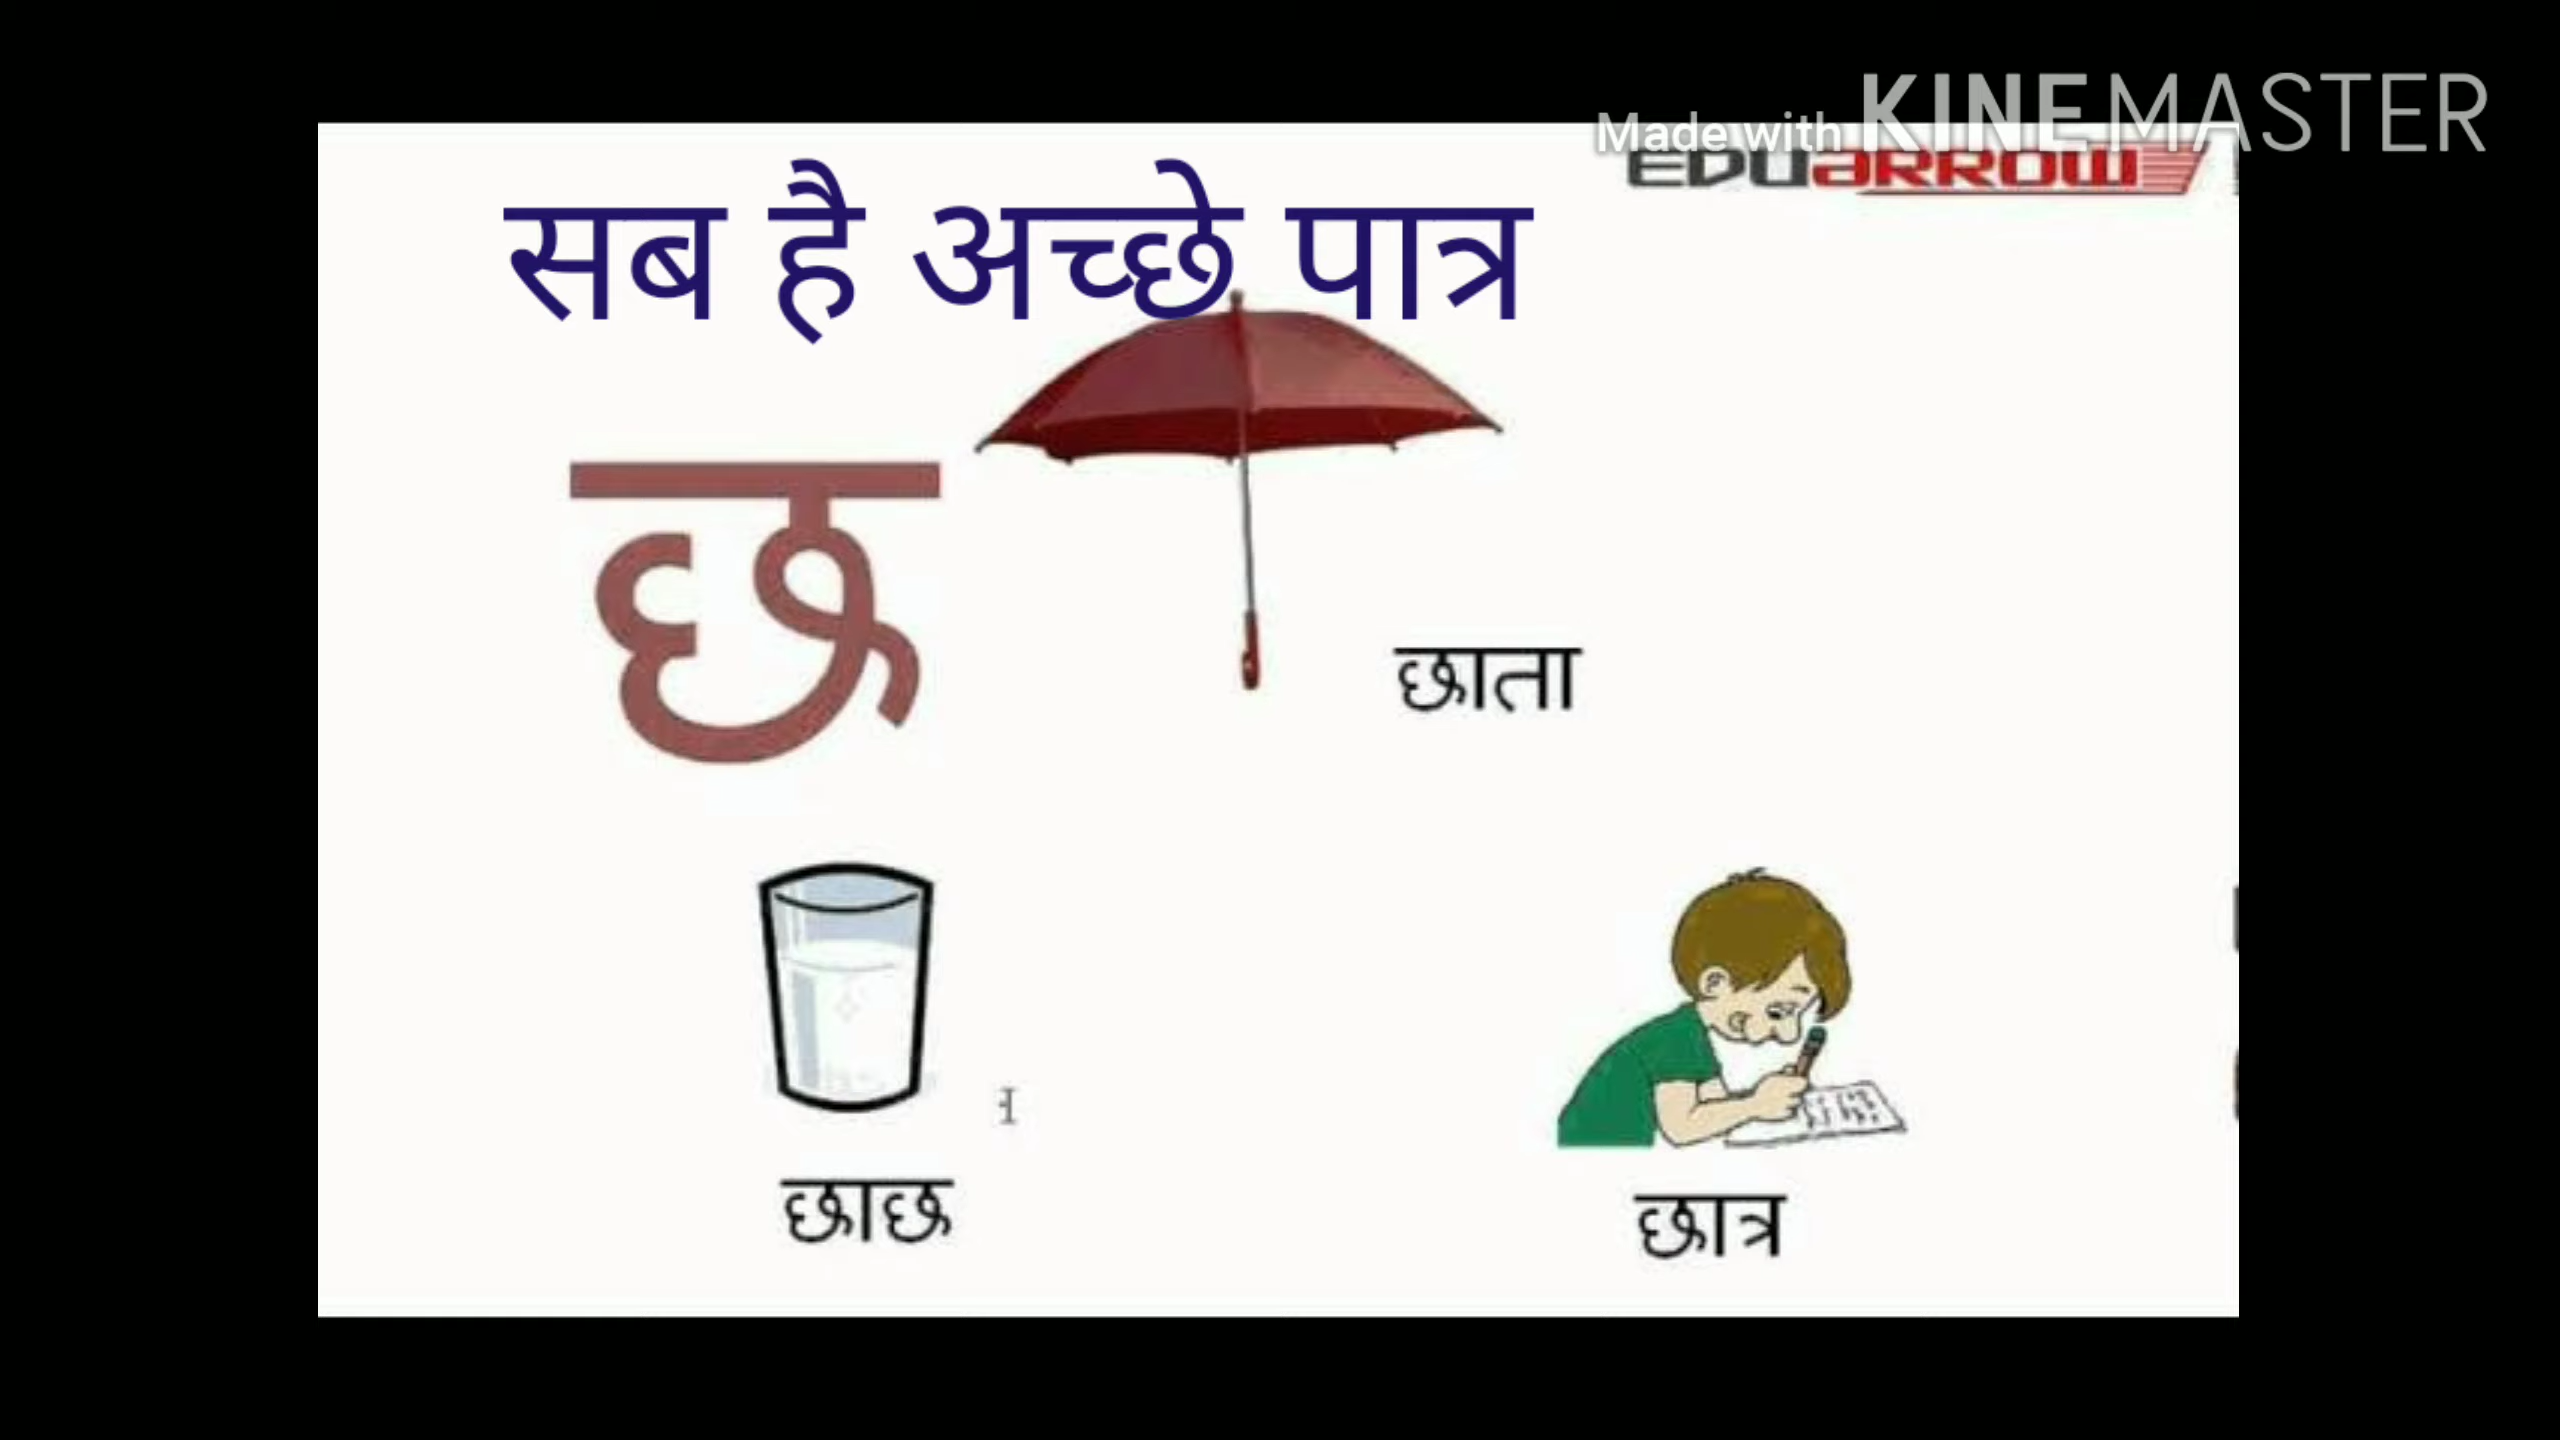 Made with KINEMASTER
EDUARROW
सब है अच्छे पात्र
छ
छाता
छाछ
छात्र